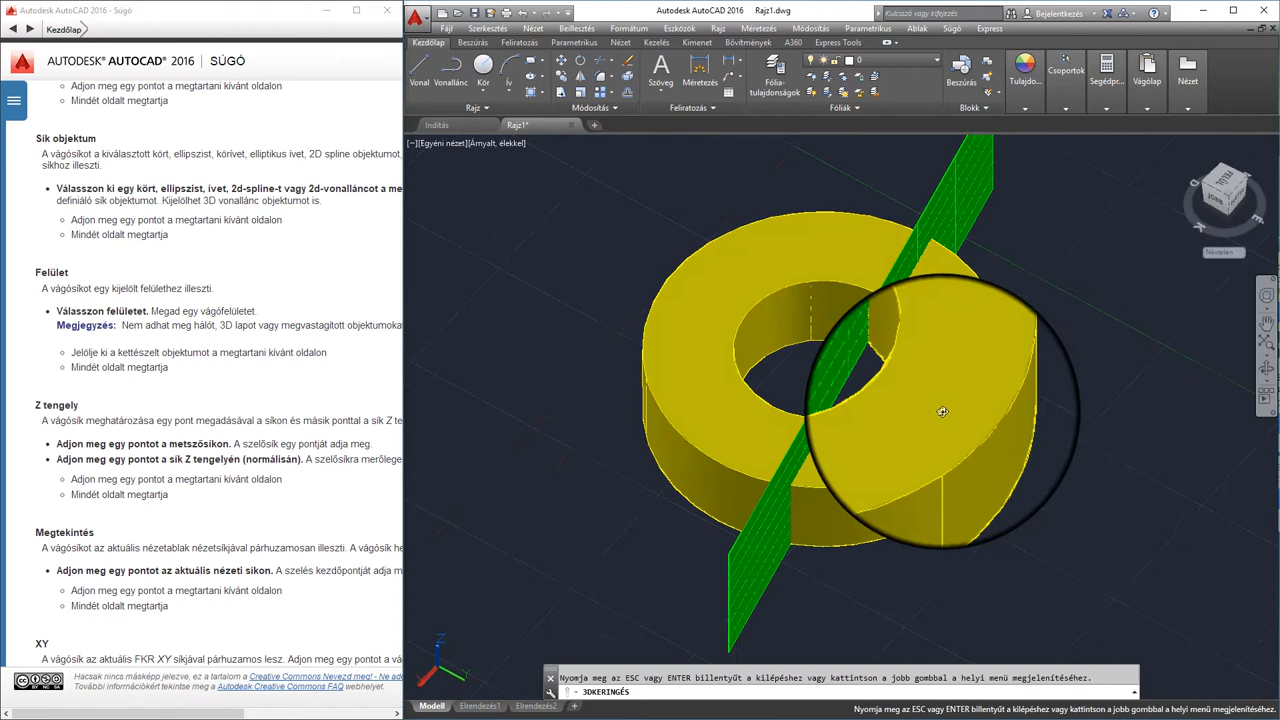 Autodesk AutoCAD 2016 - Súgó
Kezdőlap
AUTODESK® AUTOCAD® 2016 | SÚGÓ
Adjon meg egy pontot a megtartani kívánt oldalon
Mindét oldalt megtartja
Sík objektum
A vágósíkot a kiválasztott kört, ellipszist, körívet, elliptikus ívet, 2D spline objektumot,
síkhoz illeszti.
Válasszon ki egy kört, ellipszist, ívet, 2d-spline-t vagy 2d-vonalláncot a me
definiáló sík objektumot. Kijelölhet 3D vonallánc objektumot is.
Adjon meg egy pontot a megtartani kívánt oldalon
Mindét oldalt megtartja
Felület
A vágósíkot egy kijelölt felülethez illeszti.
Válasszon felületet. Megad egy vágófelületet.
Megjegyzés: Nem adhat meg hálót, 3D lapot vagy megvastagított objektumoka
Jelölje ki a kettészelt objektumot a megtartani kívánt oldalon
Mindét oldalt megtartja
Z tengely
A vágósík meghatározása egy pont megadásával a síkon és másik ponttal a sík Z te
Adjon meg egy pontot a metszősíkon. A szelősík egy pontját adja meg.
Adjon meg egy pontot a sík Z tengelyén (normálisán). A szelősíkra merőlege
Adjon meg egy pontot a megtartani kívánt oldalon
Mindét oldalt megtartja
Megtekintés
A vágósíkot az aktuális nézetablak nézetsíkjával párhuzamosan illeszti. A vágósík he
Adjon meg egy pontot az aktuális nézeti síkon. A szelés kezdőpontját adja m
Adjon meg egy pontot a megtartani kívánt oldalon
Mindét oldalt megtartja
XY
A vágósík az aktuális FKR XY síkjával párhuzamos lesz. Adjon meg egy pontot a vágó
Hacsak nincs másképp jelezve, ez a tartalom a Creative Commons Nevezd meg! - Ne ad
További információkért tekintse meg a Autodesk Creative Commons FAQ webhelyet.
Autodesk AutoCAD 2016 Rajz1.dwg
Kulcsszó vagy kifejezés
Bejelentkezés
Fájl Szerkesztés Nézet Beillesztés Formátum Eszközök Rajz Méretezés Módosítás Parametrikus Ablak Súgó Express
Kezdőlap Beszúrás Feliratozás Parametrikus Nézet Kezelés Kimenet Bővítmények A360 Express Tools
Vonal Vonallánc Kör Ív
Szöveg Méretezés
Fólia-
tulajdonságok
0
Beszúrás
Tulajdo...
Csoportok
Segédpr...
Vágólap
Nézet
Rajz Módosítás Feliratozás Fóliák Blokk
Indítás
Rajz1*
[−][Egyéni nézet][Árnyalt, élekkel]
FELÜL
Névtelen
Z
Nyomja meg az ESC vagy ENTER billentyűt a kilépéshez vagy kattintson a jobb gombbal a helyi menü megjelenítéséhez.
3DKERINGÉS
Modell Elrendezés1 Elrendezés2
Nyomja meg az ESC vagy ENTER billentyűt a kilépéshez vagy kattintson a jobb gombbal a helyi menü megjelenítéséhez.